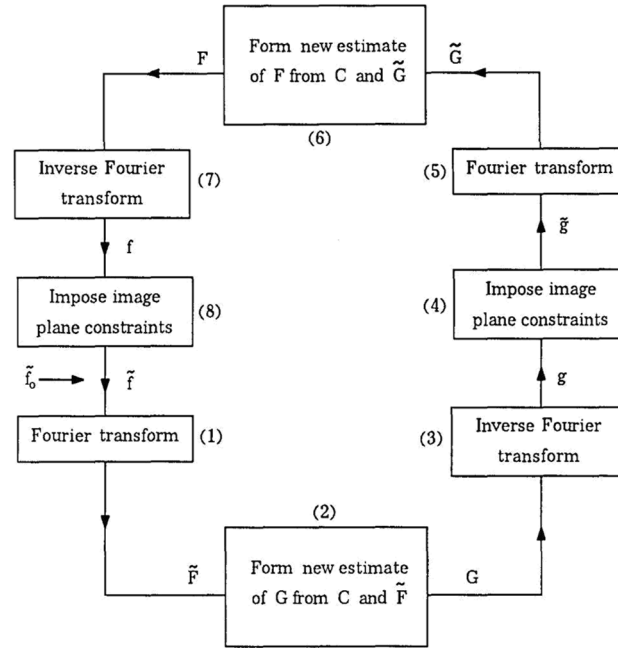 F
Form new estimate
of F from C and G̃
G̃
(6)
Inverse Fourier
transform
(7)
(5)
Fourier transform
f
g̃
Impose image
plane constraints
(8)
(4)
Impose image
plane constraints
f̃₀
f̃
g
Fourier transform
(1)
(3)
Inverse Fourier
transform
(2)
F̃
Form new estimate
of G from C and F̃
G